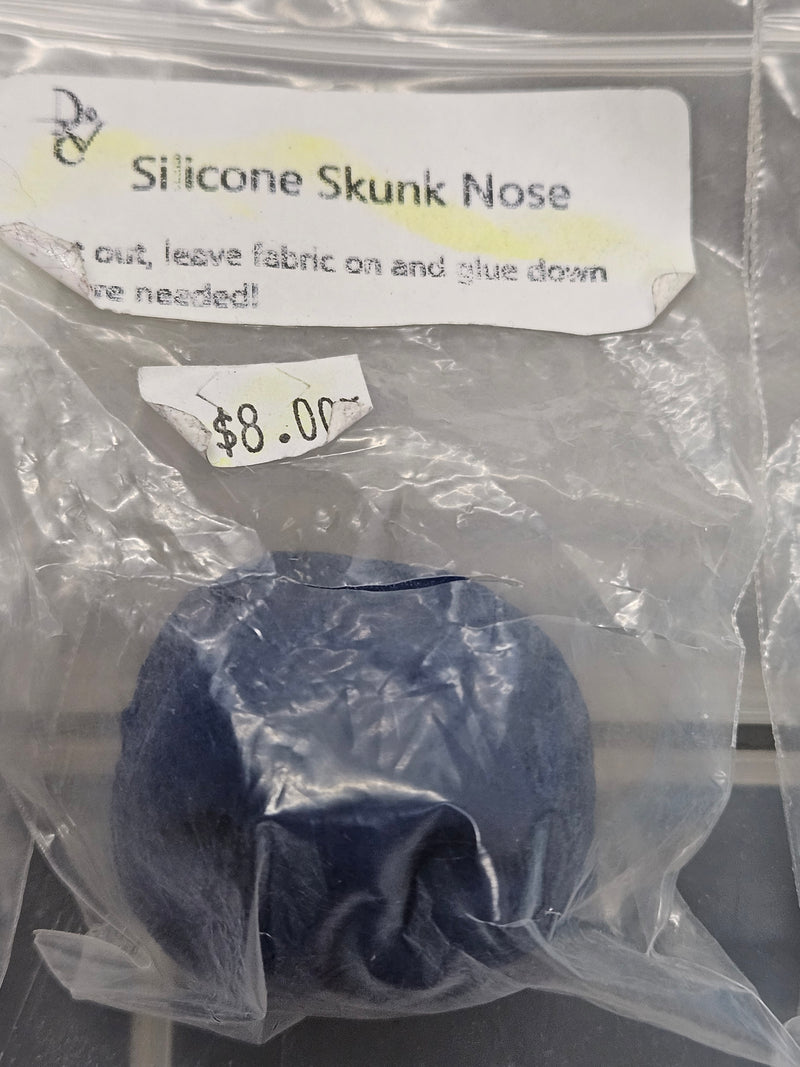 Silicone Skunk Nose
out, leave fabric on and glue down
needed!
$8.00